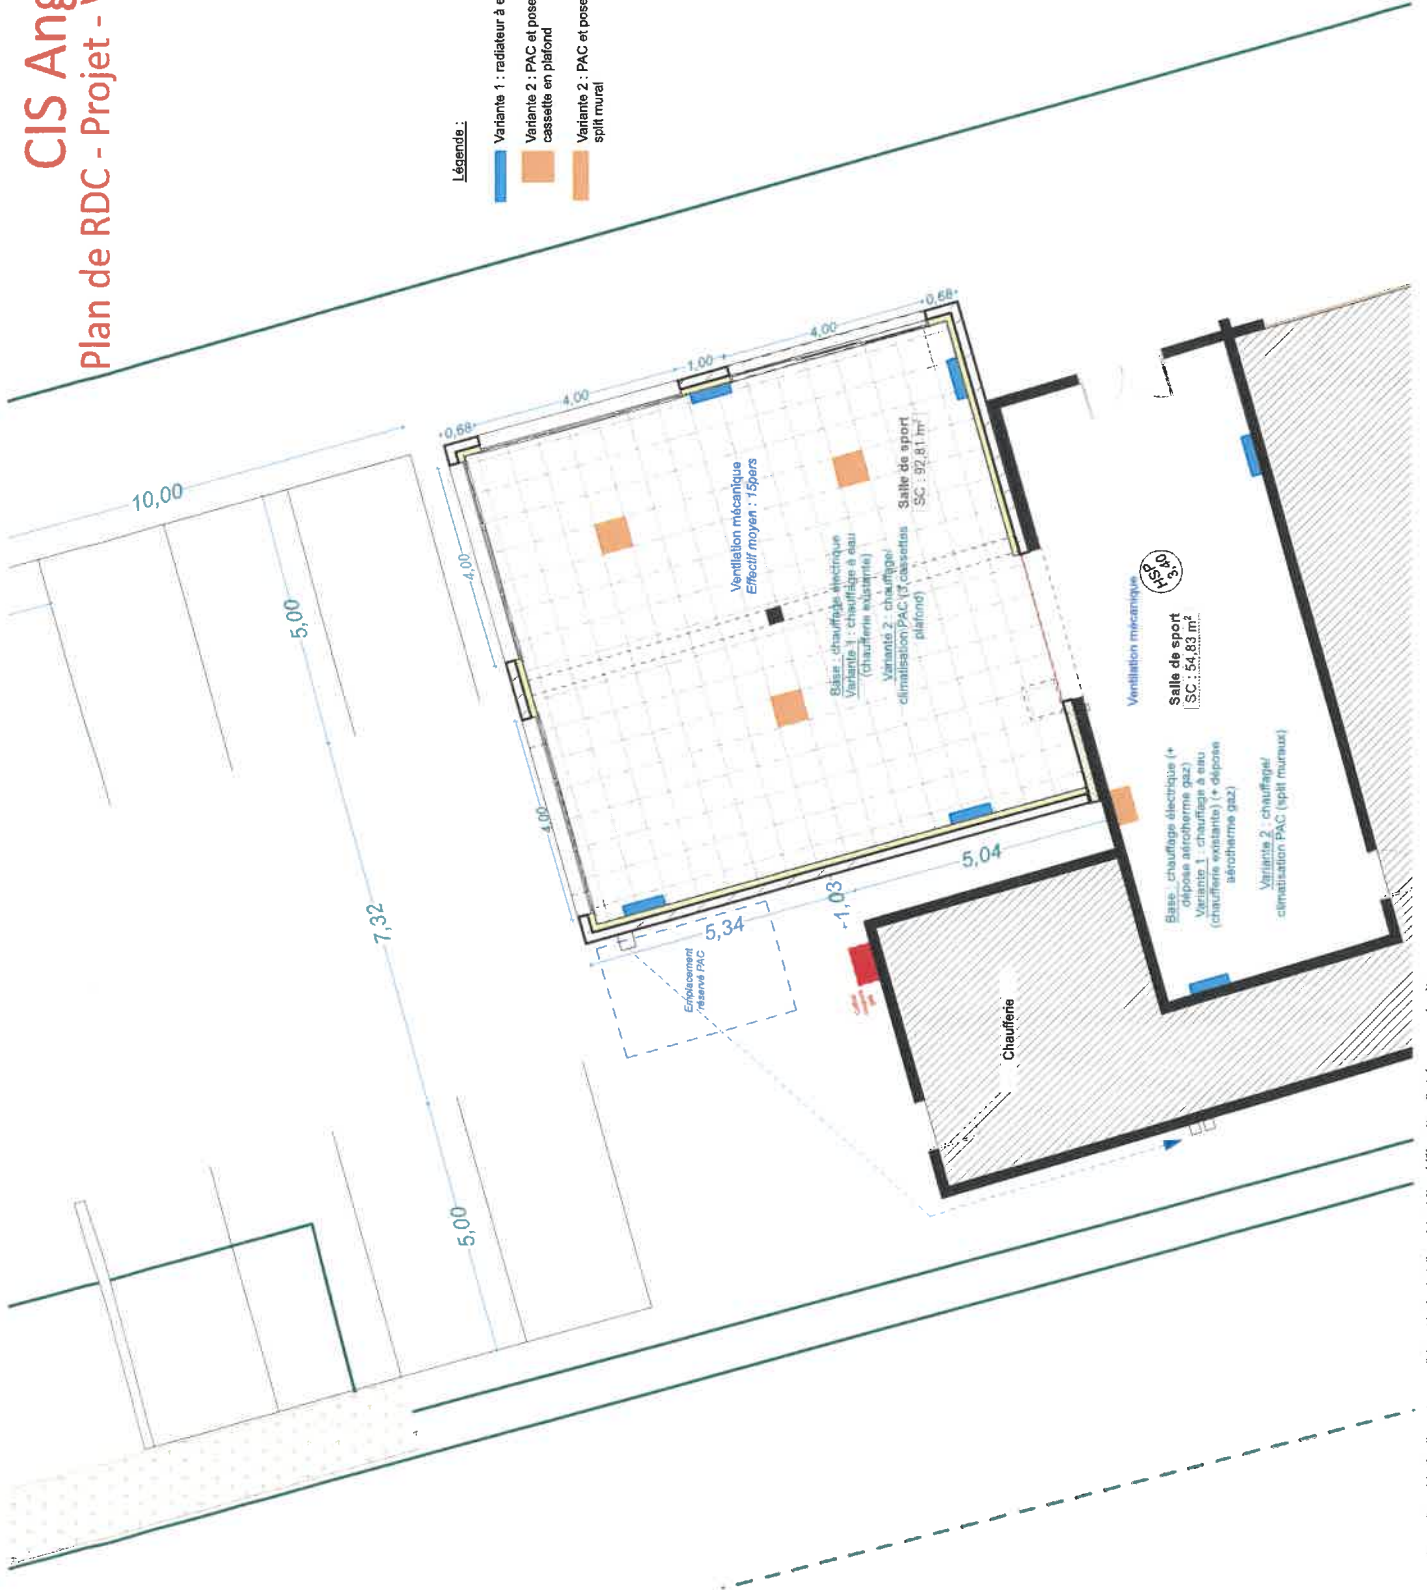 CIS Ang
Plan de RDC - Projet -
Légende :
Variante 1 : radiateur à e
Variante 2 : PAC et pose
cassette en plafond
Variante 2 : PAC et pose
split mural
10,00
5,00
7,32
5,00
0,68
4,00
1,00
4,00
0,68
4,00
4,00
5,34
1,03
5,04
Ventilation mécanique
Effectif moyen : 15pers
Base : chauffage électrique
Variante 1 : chauffage à eau
(chaufferie existante)
Variante 2 : chauffage/
climatisation PAC (3 cassettes
plafond)
Salle de sport
SC : 92,81 m²
Emplacement
réservé PAC
Chaufferie
Ventilation mécanique
HSP
3,40
Salle de sport
SC : 54,83 m²
Base : chauffage électrique (+
dépose aérotherme gaz)
Variante 1 : chauffage à eau
(chaufferie existante) (+ dépose
aérotherme gaz)
Variante 2 : chauffage/
climatisation PAC (split muraux)